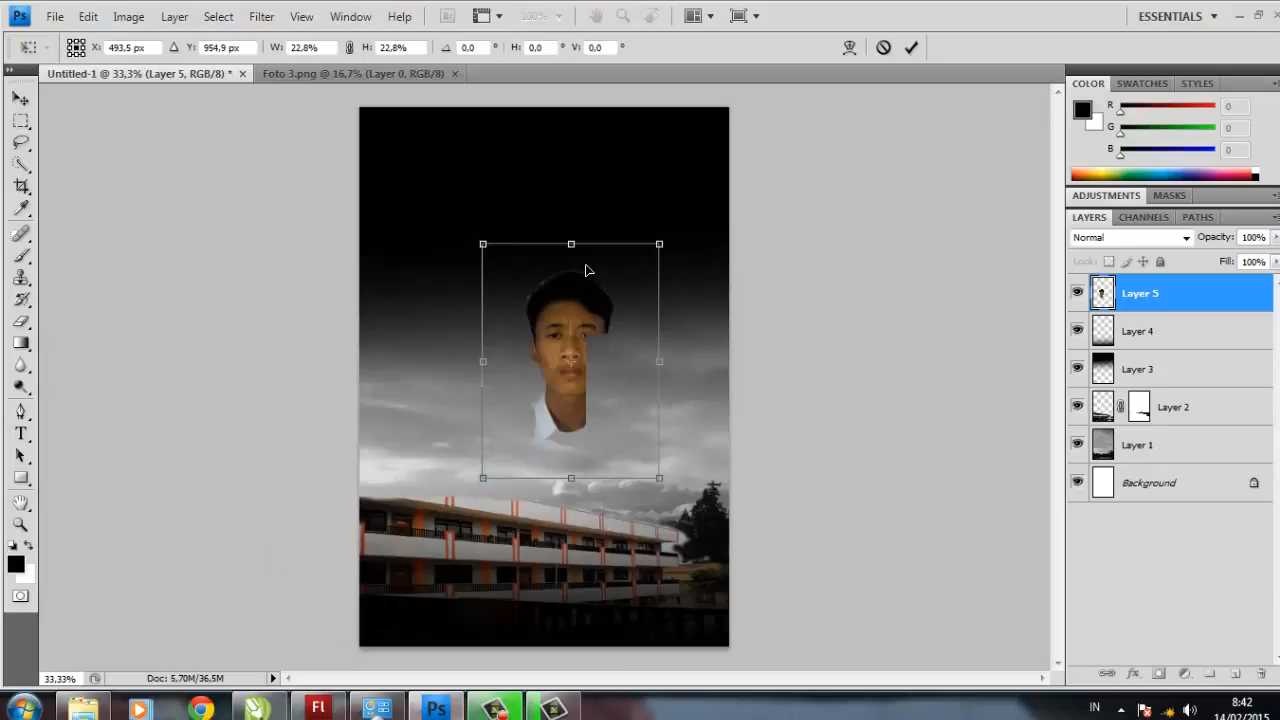 Ps File Edit Image Layer Select Filter View Window Help Br 100% ESSENTIALS
X: 493,5 px Y: 954,9 px W: 22,8% H: 22,8% 0,0 ° H: 0,0 ° V: 0,0 °
Untitled-1 @ 33,3% (Layer 5, RGB/8) * Foto 3.png @ 16,7% (Layer 0, RGB/8)
COLOR SWATCHES STYLES
R 0
G 0
B 0
ADJUSTMENTS MASKS
LAYERS CHANNELS PATHS
Normal Opacity: 100%
Lock: Fill: 100%
Layer 5
Layer 4
Layer 3
Layer 2
Layer 1
Background
33,33% Doc: 5,70M/36,5M
Fl Ps IN 8:42
14/02/2015